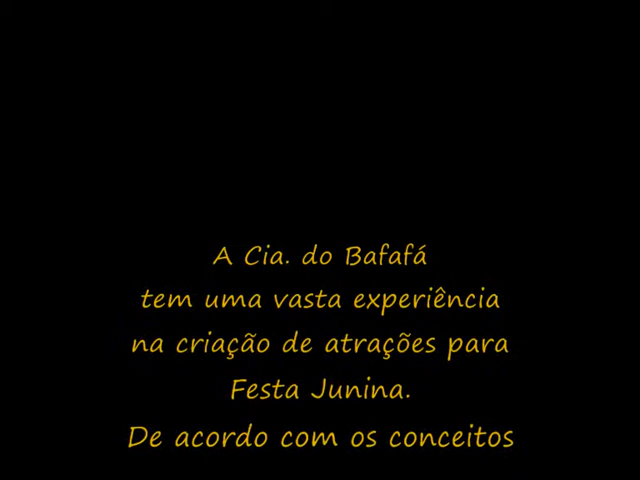 A Cia. do Bafafá
tem uma vasta experiência
na criação de atrações para
Festa Junina.
De acordo com os conceitos